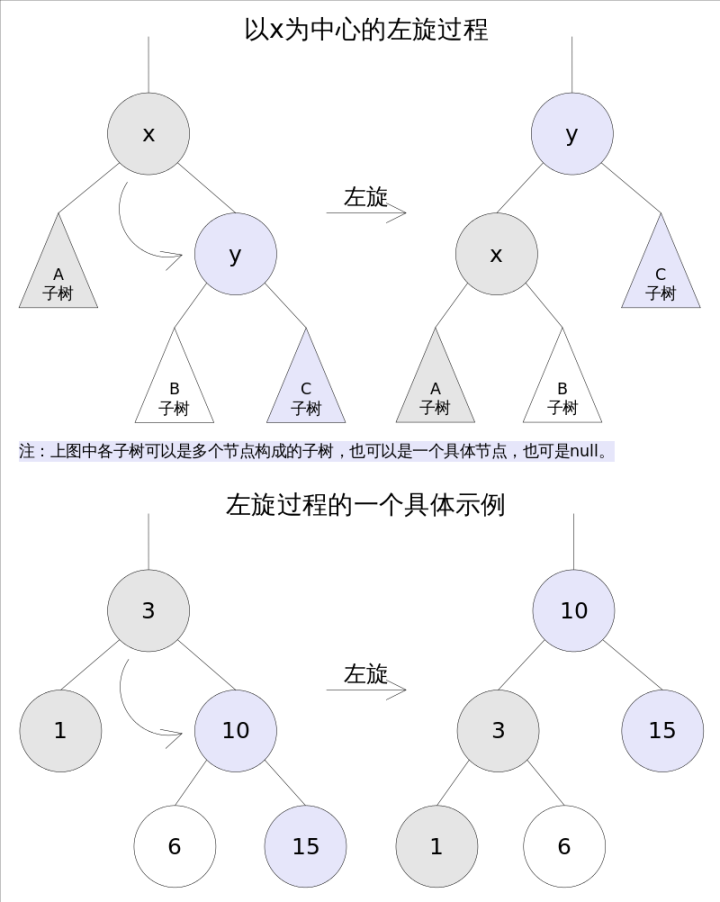 以x为中心的左旋过程
x
y
左旋
y
x
A
子树
C
子树
B
子树
C
子树
A
子树
B
子树
注：上图中各子树可以是多个节点构成的子树，也可以是一个具体节点，也可是null。
左旋过程的一个具体示例
3
10
左旋
1
10
3
15
6
15
1
6